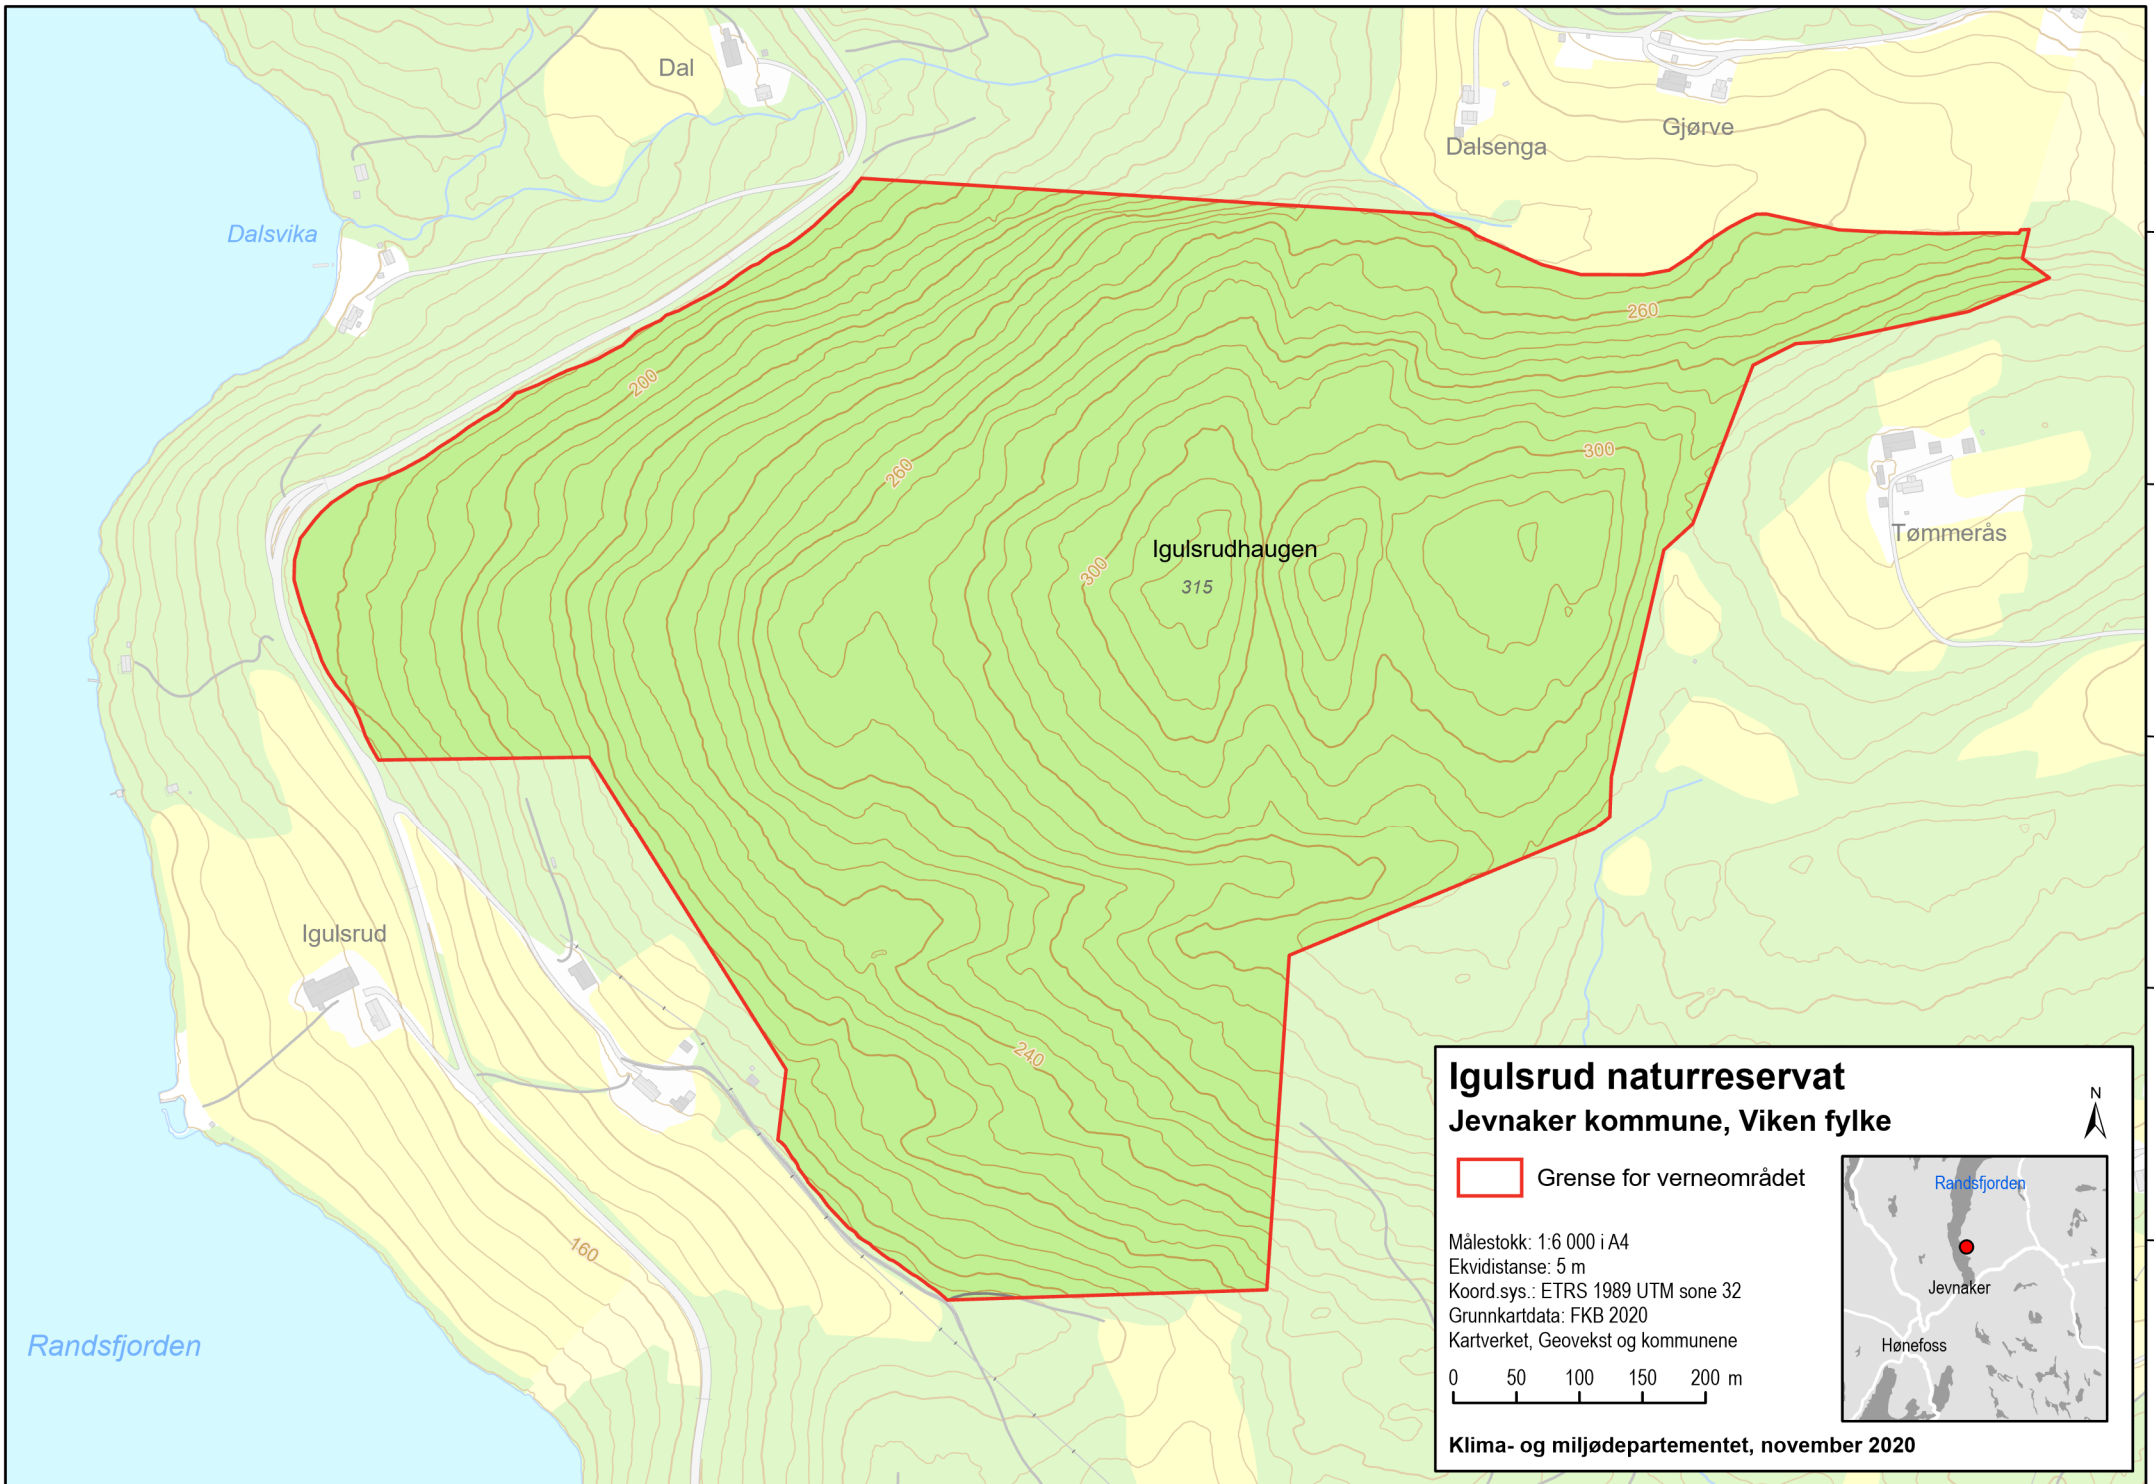 Dal
Gjørve
Dalsenga
Dalsvika
260
200
300
260
Tømmerås
Igulsrudhaugen
300
315
Igulsrud
240
160
Randsfjorden
Igulsrud naturreservat
Jevnaker kommune, Viken fylke
N
Grense for verneområdet
Målestokk: 1:6 000 i A4
Ekvidistanse: 5 m
Koord.sys.: ETRS 1989 UTM sone 32
Grunnkartdata: FKB 2020
Kartverket, Geovekst og kommunene
0 50 100 150 200 m
Randsfjorden
Jevnaker
Hønefoss
Klima- og miljødepartementet, november 2020